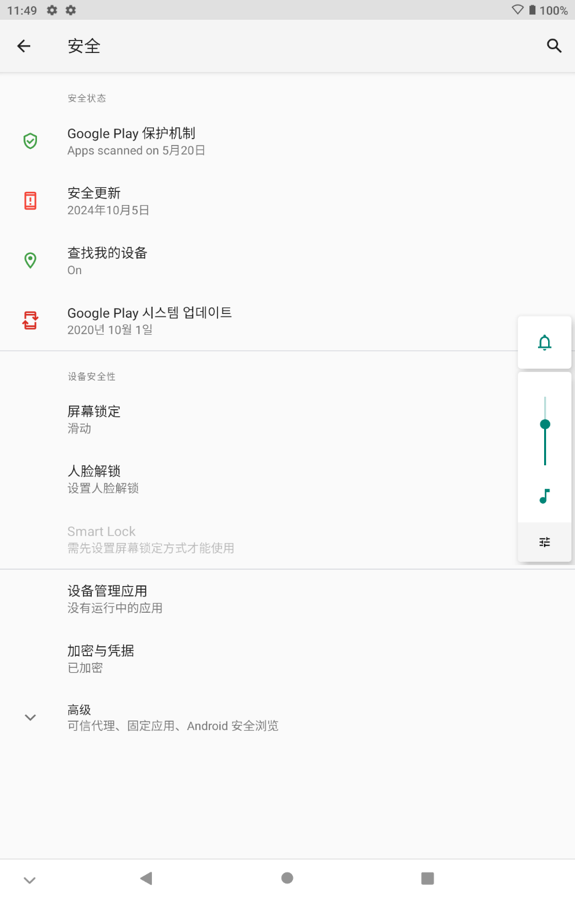 11:49
100%
安全
安全状态
Google Play 保护机制
Apps scanned on 5月20日
安全更新
2024年10月5日
查找我的设备
On
Google Play 시스템 업데이트
2020년 10월 1일
设备安全性
屏幕锁定
滑动
人脸解锁
设置人脸解锁
Smart Lock
需先设置屏幕锁定方式才能使用
设备管理应用
没有运行中的应用
加密与凭据
已加密
高级
可信代理、固定应用、Android 安全浏览